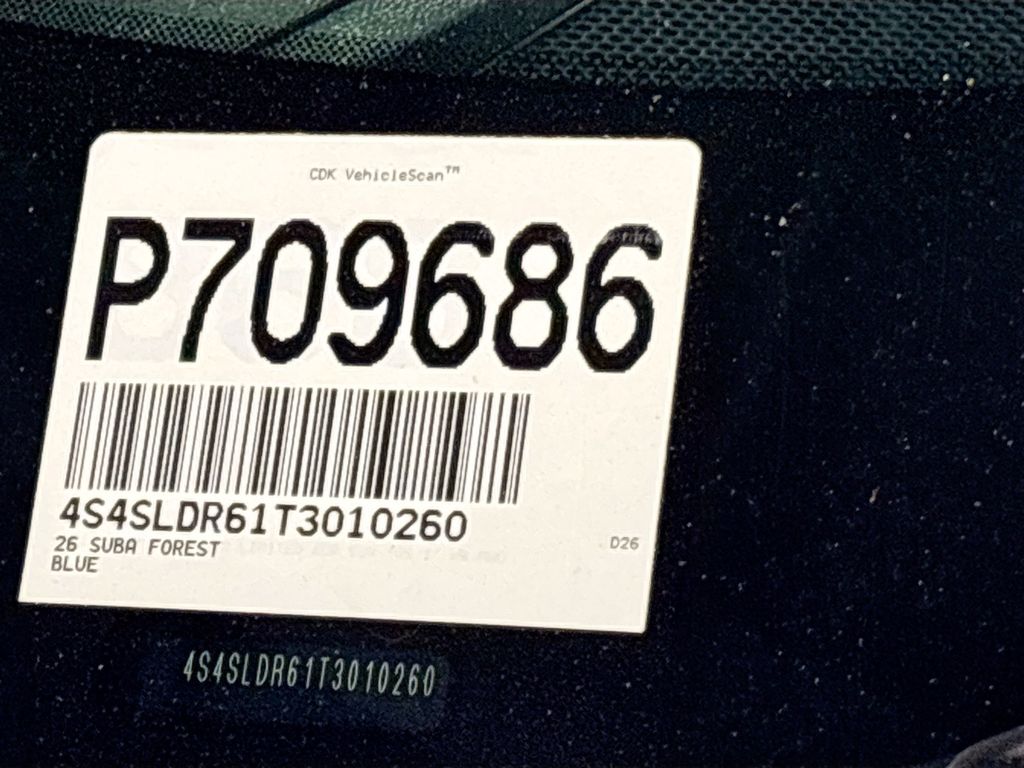 CDK VehicleScan™
P709686
4S4SLDR61T3010260
26 SUBA FOREST
D26
BLUE
4S4SLDR61T3010260